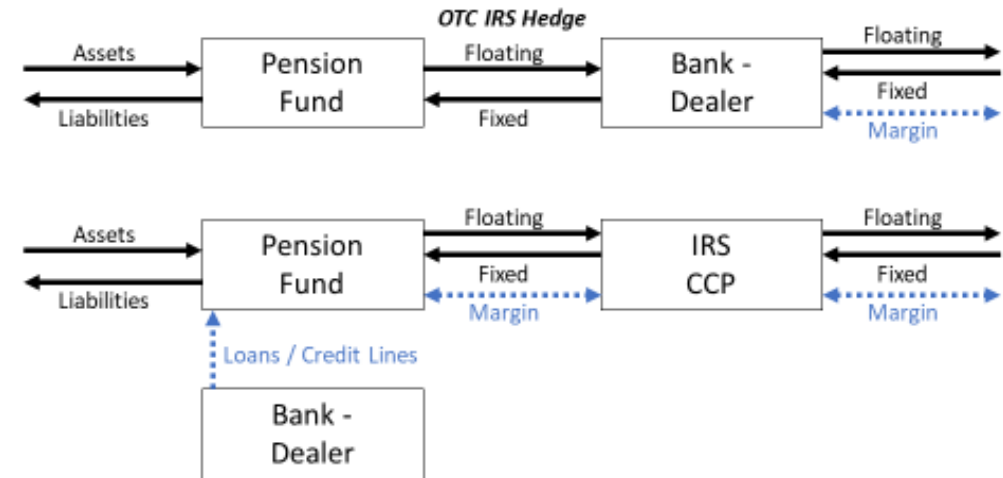 OTC IRS Hedge
Assets
Liabilities
Pension
Fund
Floating
Fixed
Bank -
Dealer
Floating
Fixed
Margin
Assets
Liabilities
Pension
Fund
Floating
Fixed
Margin
IRS
CCP
Floating
Fixed
Margin
Loans / Credit Lines
Bank -
Dealer